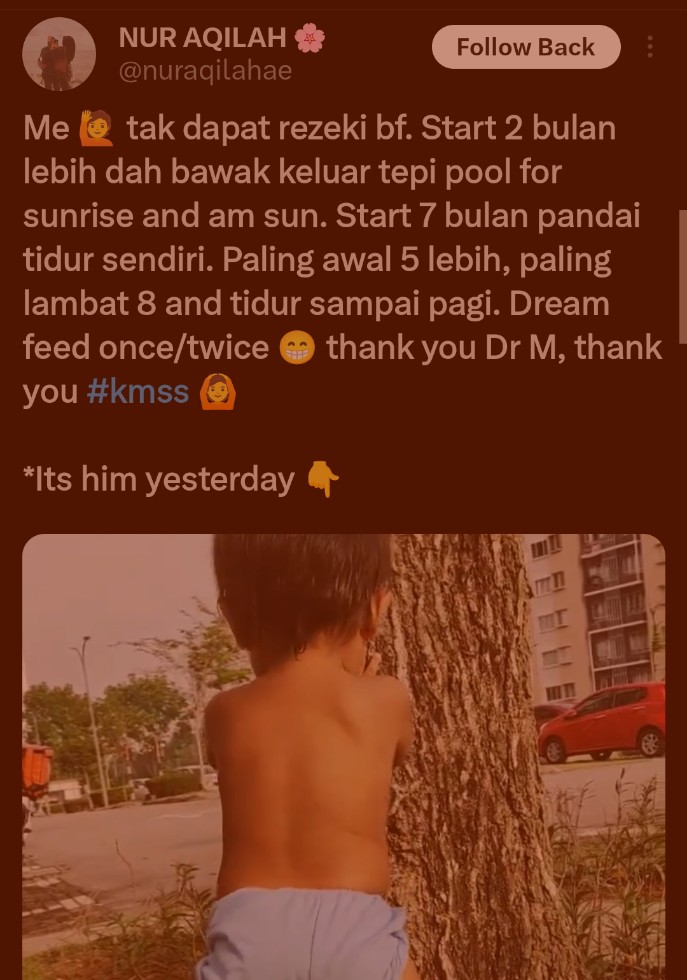 NUR AQILAH 🌸
@nuraqilahae
Follow Back
Me 🙋 tak dapat rezeki bf. Start 2 bulan
lebih dah bawak keluar tepi pool for
sunrise and am sun. Start 7 bulan pandai
tidur sendiri. Paling awal 5 lebih, paling
lambat 8 and tidur sampai pagi. Dream
feed once/twice 😁 thank you Dr M, thank
you #kmss 🙆
*Its him yesterday 👇